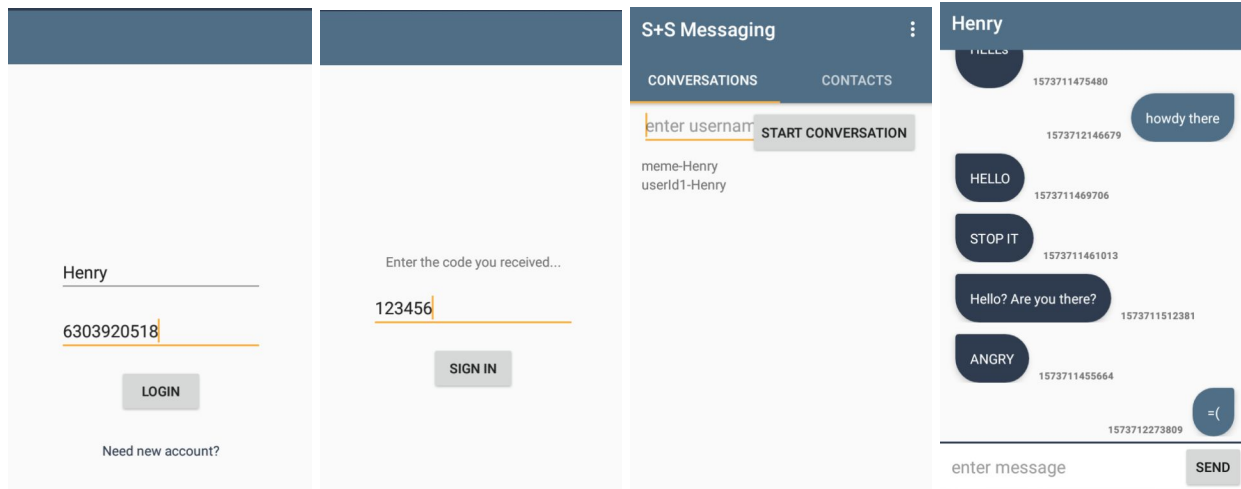 Henry
6303920518
LOGIN
Need new account?
Enter the code you received...
123456
SIGN IN
S+S Messaging
CONVERSATIONS CONTACTS
enter usernam START CONVERSATION
meme-Henry
userId1-Henry
Henry
1573711475480
howdy there
1573712146679
HELLO
1573711469706
STOP IT
1573711461013
Hello? Are you there?
1573711512381
ANGRY
1573711455664
=(
1573712273809
enter message SEND